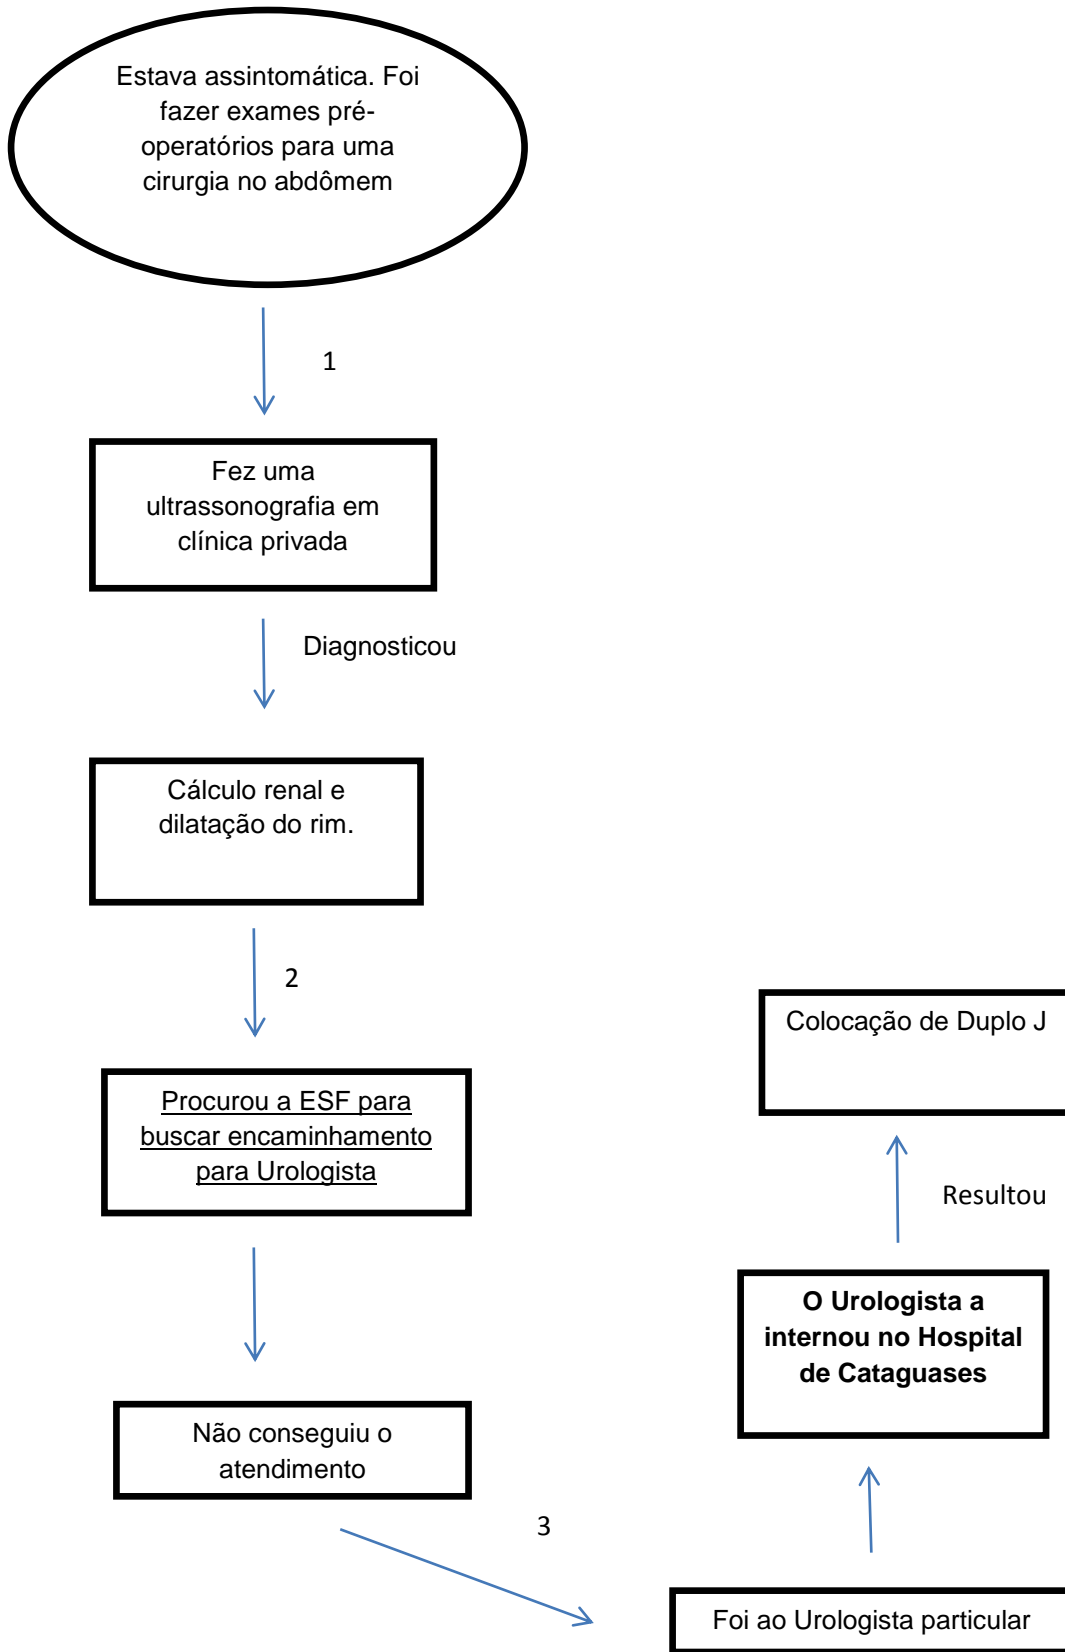 Estava assintomática. Foi
fazer exames pré-
operatórios para uma
cirurgia no abdômem
1
Fez uma
ultrassonografia em
clínica privada
Diagnosticou
Cálculo renal e
dilatação do rim.
2
Procurou a ESF para
buscar encaminhamento
para Urologista
Não conseguiu o
atendimento
3
Foi ao Urologista particular
O Urologista a
internou no Hospital
de Cataguases
Resultou
Colocação de Duplo J